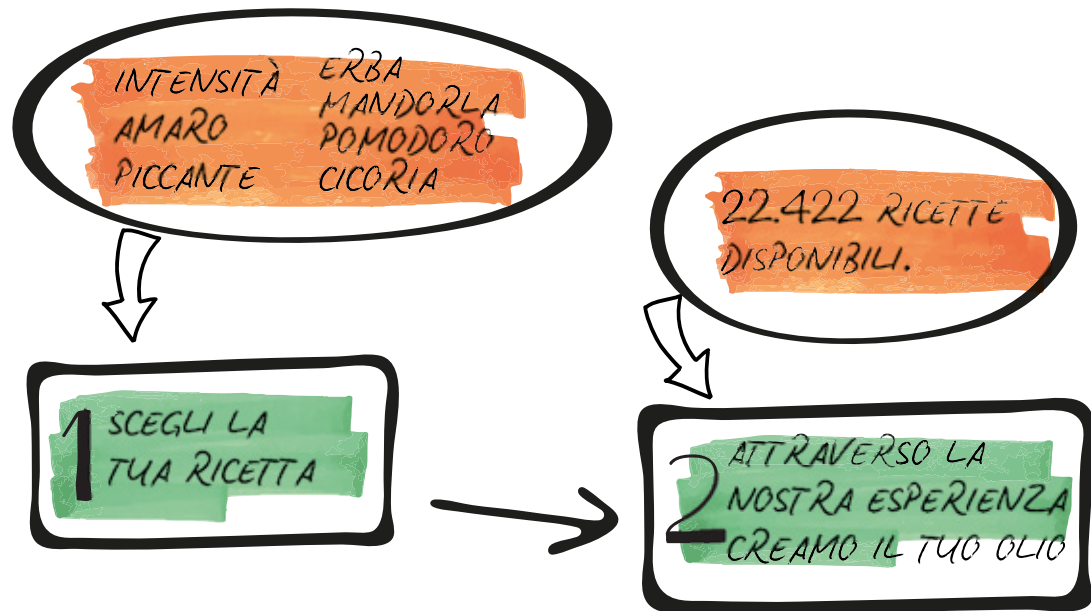 INTENSITÀ
AMARO
PICCANTE
ERBA
MANDORLA
POMODORO
CICORIA
22.422 RICETTE
DISPONIBILI.
1 SCEGLI LA
TUA RICETTA
2 ATTRAVERSO LA
NOSTRA ESPERIENZA
CREAMO IL TUO OLIO